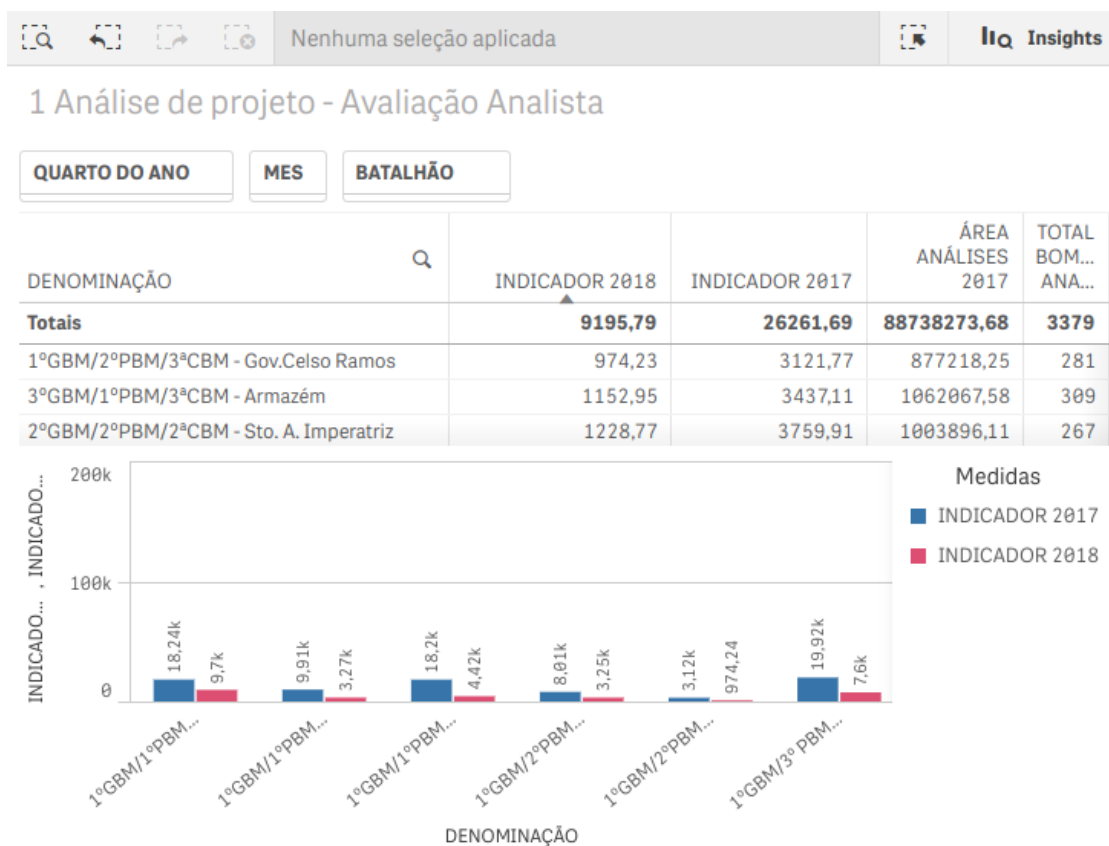 Nenhuma seleção aplicada
Insights
1 Análise de projeto - Avaliação Analista
QUARTO DO ANO MES BATALHÃO
DENOMINAÇÃO INDICADOR 2018 INDICADOR 2017 ÁREA ANÁLISES 2017 TOTAL BOM... ANA...
Totais 9195,79 26261,69 88738273,68 3379
1ºGBM/2ºPBM/3ªCBM - Gov.Celso Ramos 974,23 3121,77 877218,25 281
3ºGBM/1ºPBM/3ªCBM - Armazém 1152,95 3437,11 1062067,58 309
2ºGBM/2ºPBM/2ªCBM - Sto. A. Imperatriz 1228,77 3759,91 1003896,11 267
INDICADO... , INDICADO...
200k
100k
0
18,24k 9,7k 9,91k 3,27k 18,2k 4,42k 8,01k 3,25k 3,12k 974,24 19,92k 7,6k
1ºGBM/1ºPBM... 1ºGBM/1ºPBM... 1ºGBM/1ºPBM... 1ºGBM/2ºPBM... 1ºGBM/2ºPBM... 1ºGBM/3º PBM...
DENOMINAÇÃO
Medidas
INDICADOR 2017
INDICADOR 2018